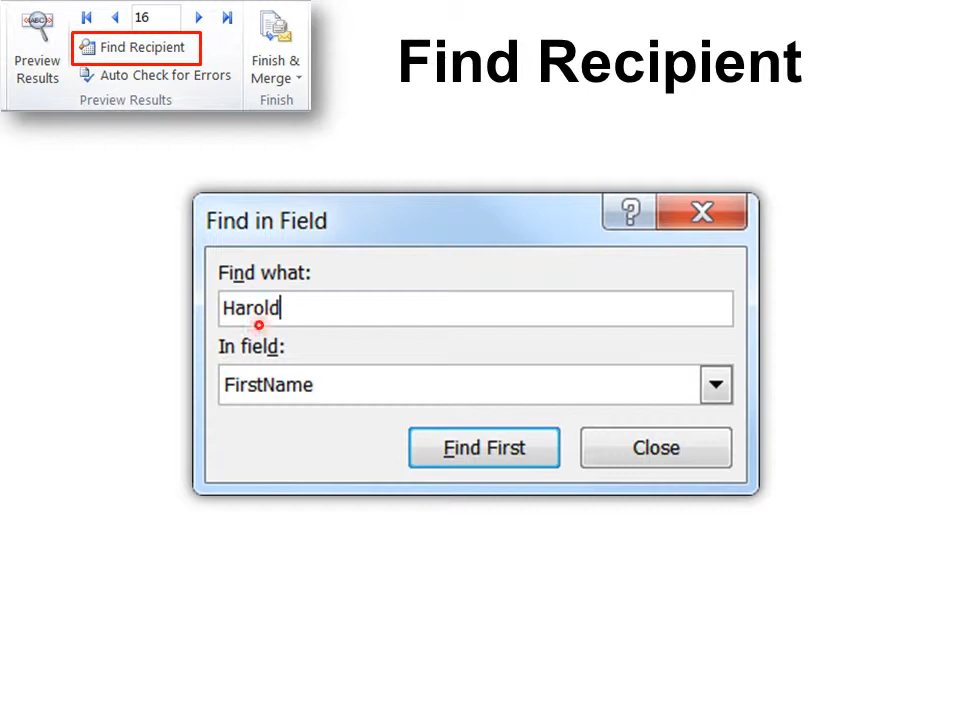 ABC
16
Find Recipient
Preview
Results
Auto Check for Errors
Preview Results
Finish &
Merge
Finish
Find Recipient
Find in Field
?
X
Find what:
Harold
In field:
FirstName
Find First
Close